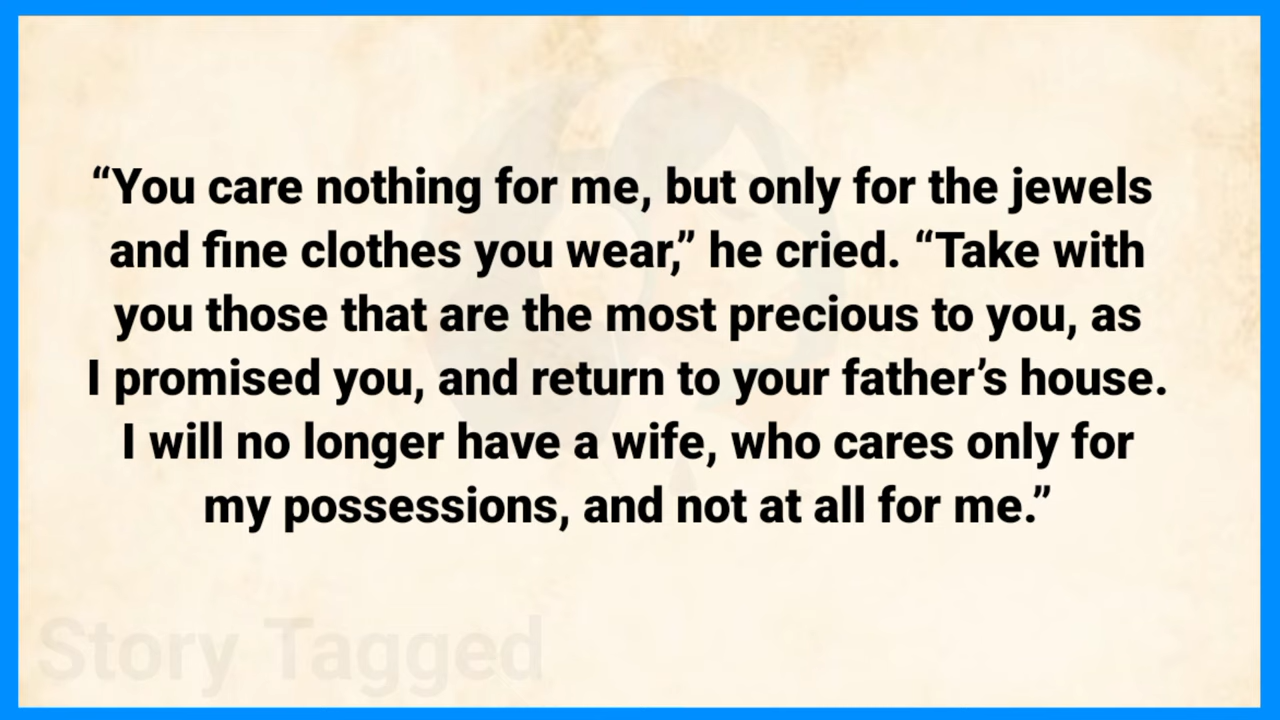 “You care nothing for me, but only for the jewels
and fine clothes you wear,” he cried. “Take with
you those that are the most precious to you, as
I promised you, and return to your father’s house.
I will no longer have a wife, who cares only for
my possessions, and not at all for me.”
Story Tagged